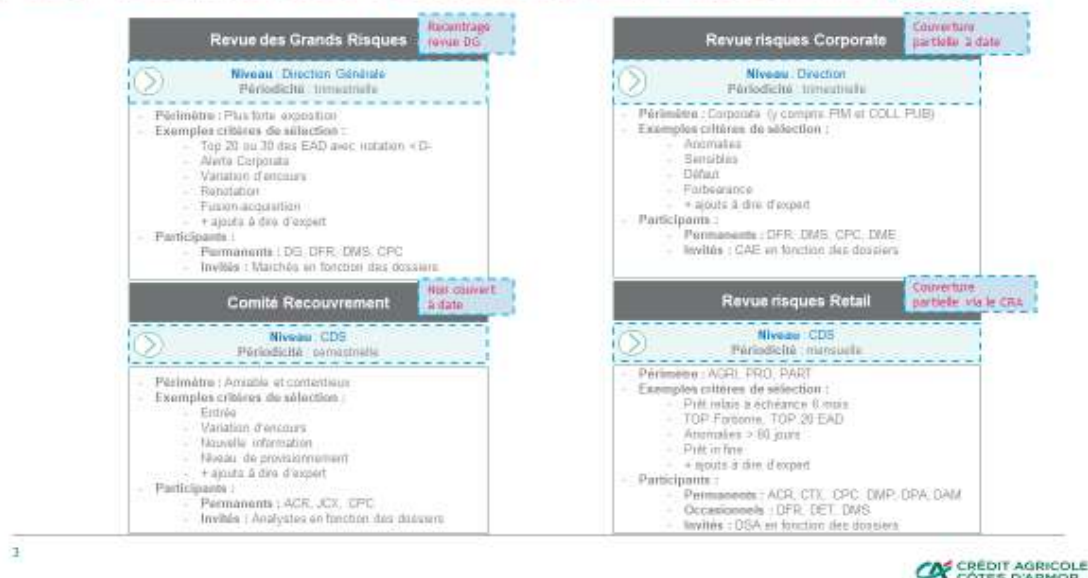 Revue des Grands Risques
Recentrage
revue DG
Niveau : Direction Générale
Périodicité : trimestrielle
- Périmètre : Plus forte exposition
- Exemples critères de sélection :
- Top 20 ou 30 des EAD avec notation < D-
- Alerte Corporate
- Variation d'encours
- Renotation
- Fusion-acquisition
- + ajouts à dire d'expert
- Participants :
- Permanents : DG, DFR, DMS, CPC
- Invités : Marchés en fonction des dossiers
Revue risques Corporate
Couverture
partielle à date
Niveau : Direction
Périodicité : trimestrielle
- Périmètre : Corporate (y compris PIM et COLL PUB)
- Exemples critères de sélection :
- Anomalies
- Sensibles
- Défaut
- Forbearance
- + ajouts à dire d'expert
- Participants :
- Permanents : DFR, DMS, CPC, DME
- Invités : CAE en fonction des dossiers
Comité Recouvrement
Non couvert
à date
Niveau : CDS
Périodicité : semestrielle
- Périmètre : Amiable et contentieux
- Exemples critères de sélection :
- Entrée
- Variation d'encours
- Nouvelle information
- Niveau de provisionnement
- + ajouts à dire d'expert
- Participants :
- Permanents : ACR, JCX, CPC
- Invités : Analystes en fonction des dossiers
Revue risques Retail
Couverture
partielle via le CRA
Niveau : CDS
Périodicité : mensuelle
- Périmètre : AGRI, PRO, PART
- Exemples critères de sélection :
- Prêt relais à échéance 6 mois
- TOP Forborne, TOP 20 EAD
- Anomalies > 60 jours
- Prêt in fine
- + ajouts à dire d'expert
- Participants :
- Permanents : ACR, CTX, CPC, DMP, DPA, DAM
- Occasionnels : DFR, DET, DMS
- Invités : DSA en fonction des dossiers
3
CRÉDIT AGRICOLE
CÔTES D'ARMOR